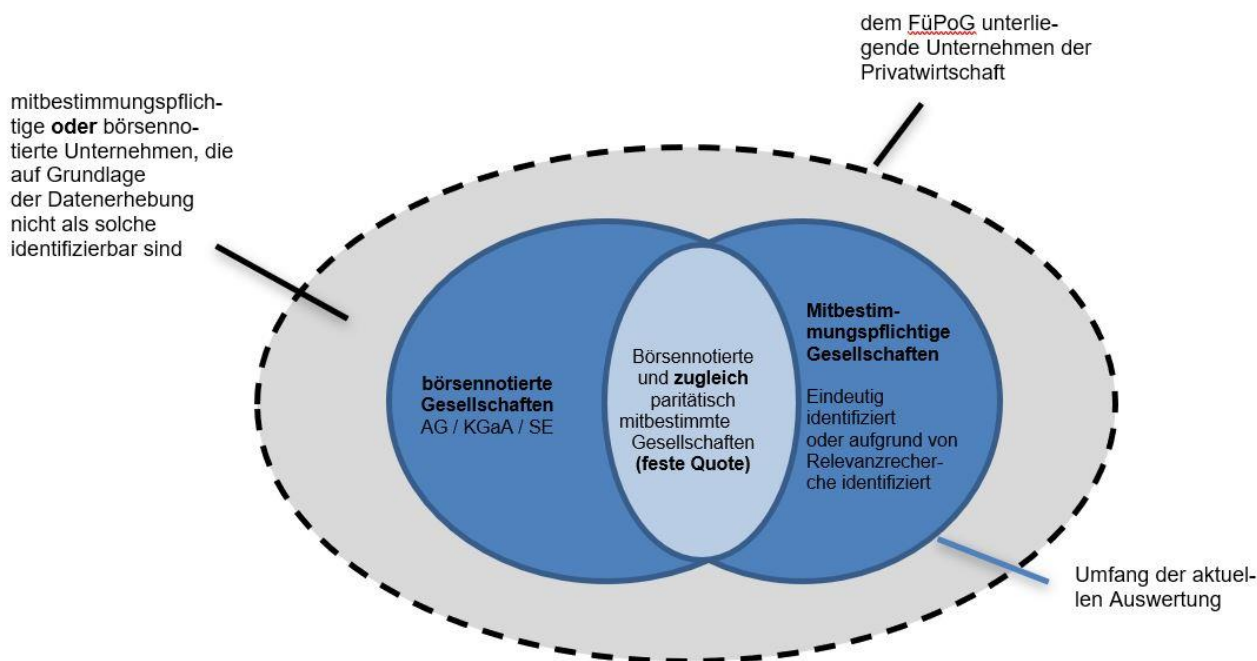 dem FüPoG unterlie-
gende Unternehmen der
Privatwirtschaft
mitbestimmungspflich-
tige oder börsenno-
tierte Unternehmen, die
auf Grundlage
der Datenerhebung
nicht als solche
identifizierbar sind
börsennotierte
Gesellschaften
AG / KGaA / SE
Börsennotierte
und zugleich
paritätisch
mitbestimmte
Gesellschaften
(feste Quote)
Mitbestim-
mungspflichtige
Gesellschaften
Eindeutig
identifiziert
oder aufgrund von
Relevanzrecher-
che identifiziert
Umfang der aktuel-
len Auswertung